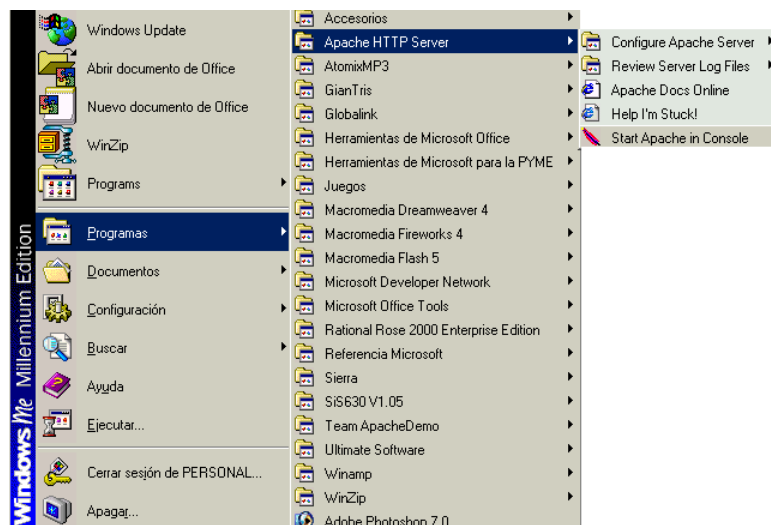 Windows Update
Abrir documento de Office
Nuevo documento de Office
WinZip
Programs
Programas
Documentos
Configuración
Buscar
Ayuda
Ejecutar...
Cerrar sesión de PERSONAL...
Apagar...
Windows Me Millennium Edition
Accesorios
Apache HTTP Server
AtomixMP3
GianTris
Globalink
Herramientas de Microsoft Office
Herramientas de Microsoft para la PYME
Juegos
Macromedia Dreamweaver 4
Macromedia Fireworks 4
Macromedia Flash 5
Microsoft Developer Network
Microsoft Office Tools
Rational Rose 2000 Enterprise Edition
Referencia Microsoft
Sierra
SiS630 V1.05
Team ApacheDemo
Ultimate Software
Winamp
WinZip
Adobe Photoshop 7.0
Configure Apache Server
Review Server Log Files
Apache Docs Online
Help I'm Stuck!
Start Apache in Console